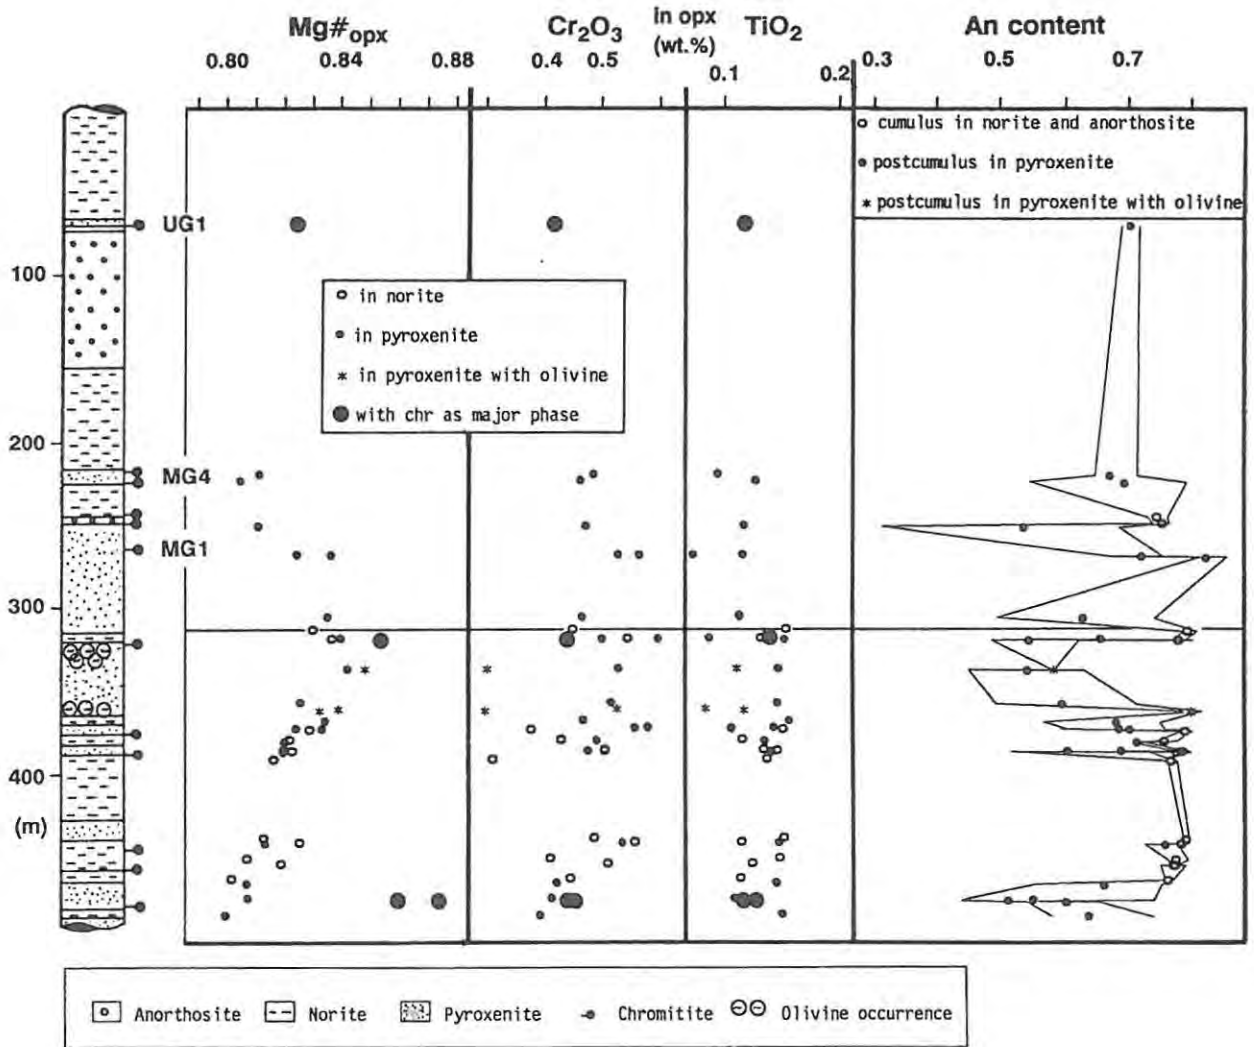 Mg#opx Cr2O3 in opx (wt.%) TiO2 An content
0.80 0.84 0.88 0.4 0.5 0.1 0.2 0.3 0.5 0.7
o cumulus in norite and anorthosite
• postcumulus in pyroxenite
* postcumulus in pyroxenite with olivine
UG1
100
o in norite
• in pyroxenite
* in pyroxenite with olivine
● with chr as major phase
200
MG4
MG1
300
400
(m)
Anorthosite Norite Pyroxenite Chromitite Olivine occurrence